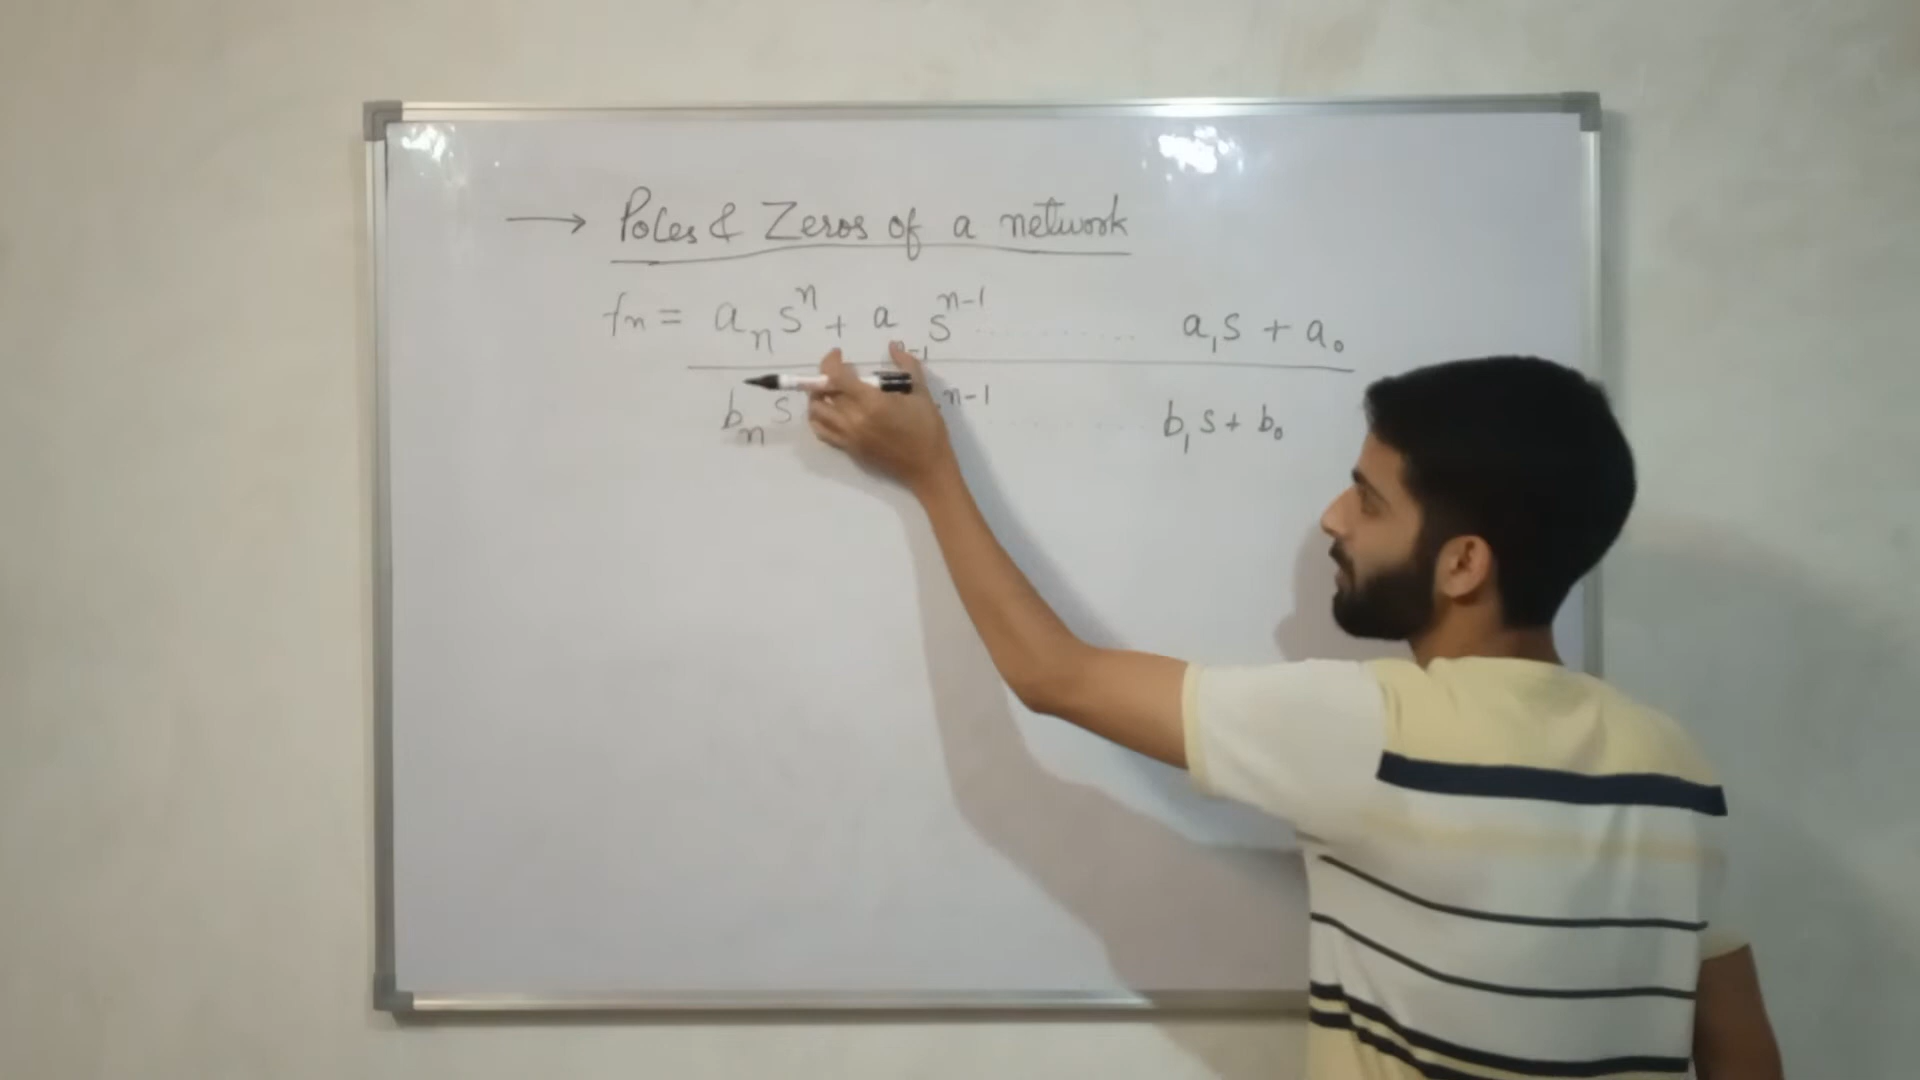 → Poles & Zeros of a network
fn = aₙsⁿ + aₙ₋₁sⁿ⁻¹ ........ a₁s + a₀
bₙs n-1 ........ b₁s + b₀